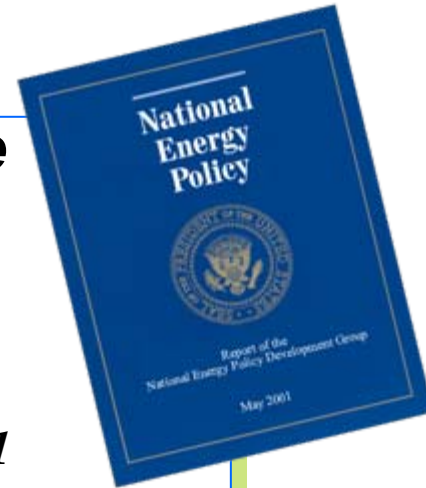 e
National
Energy
Policy
Report of the
National Energy Policy Development Group
May 2001